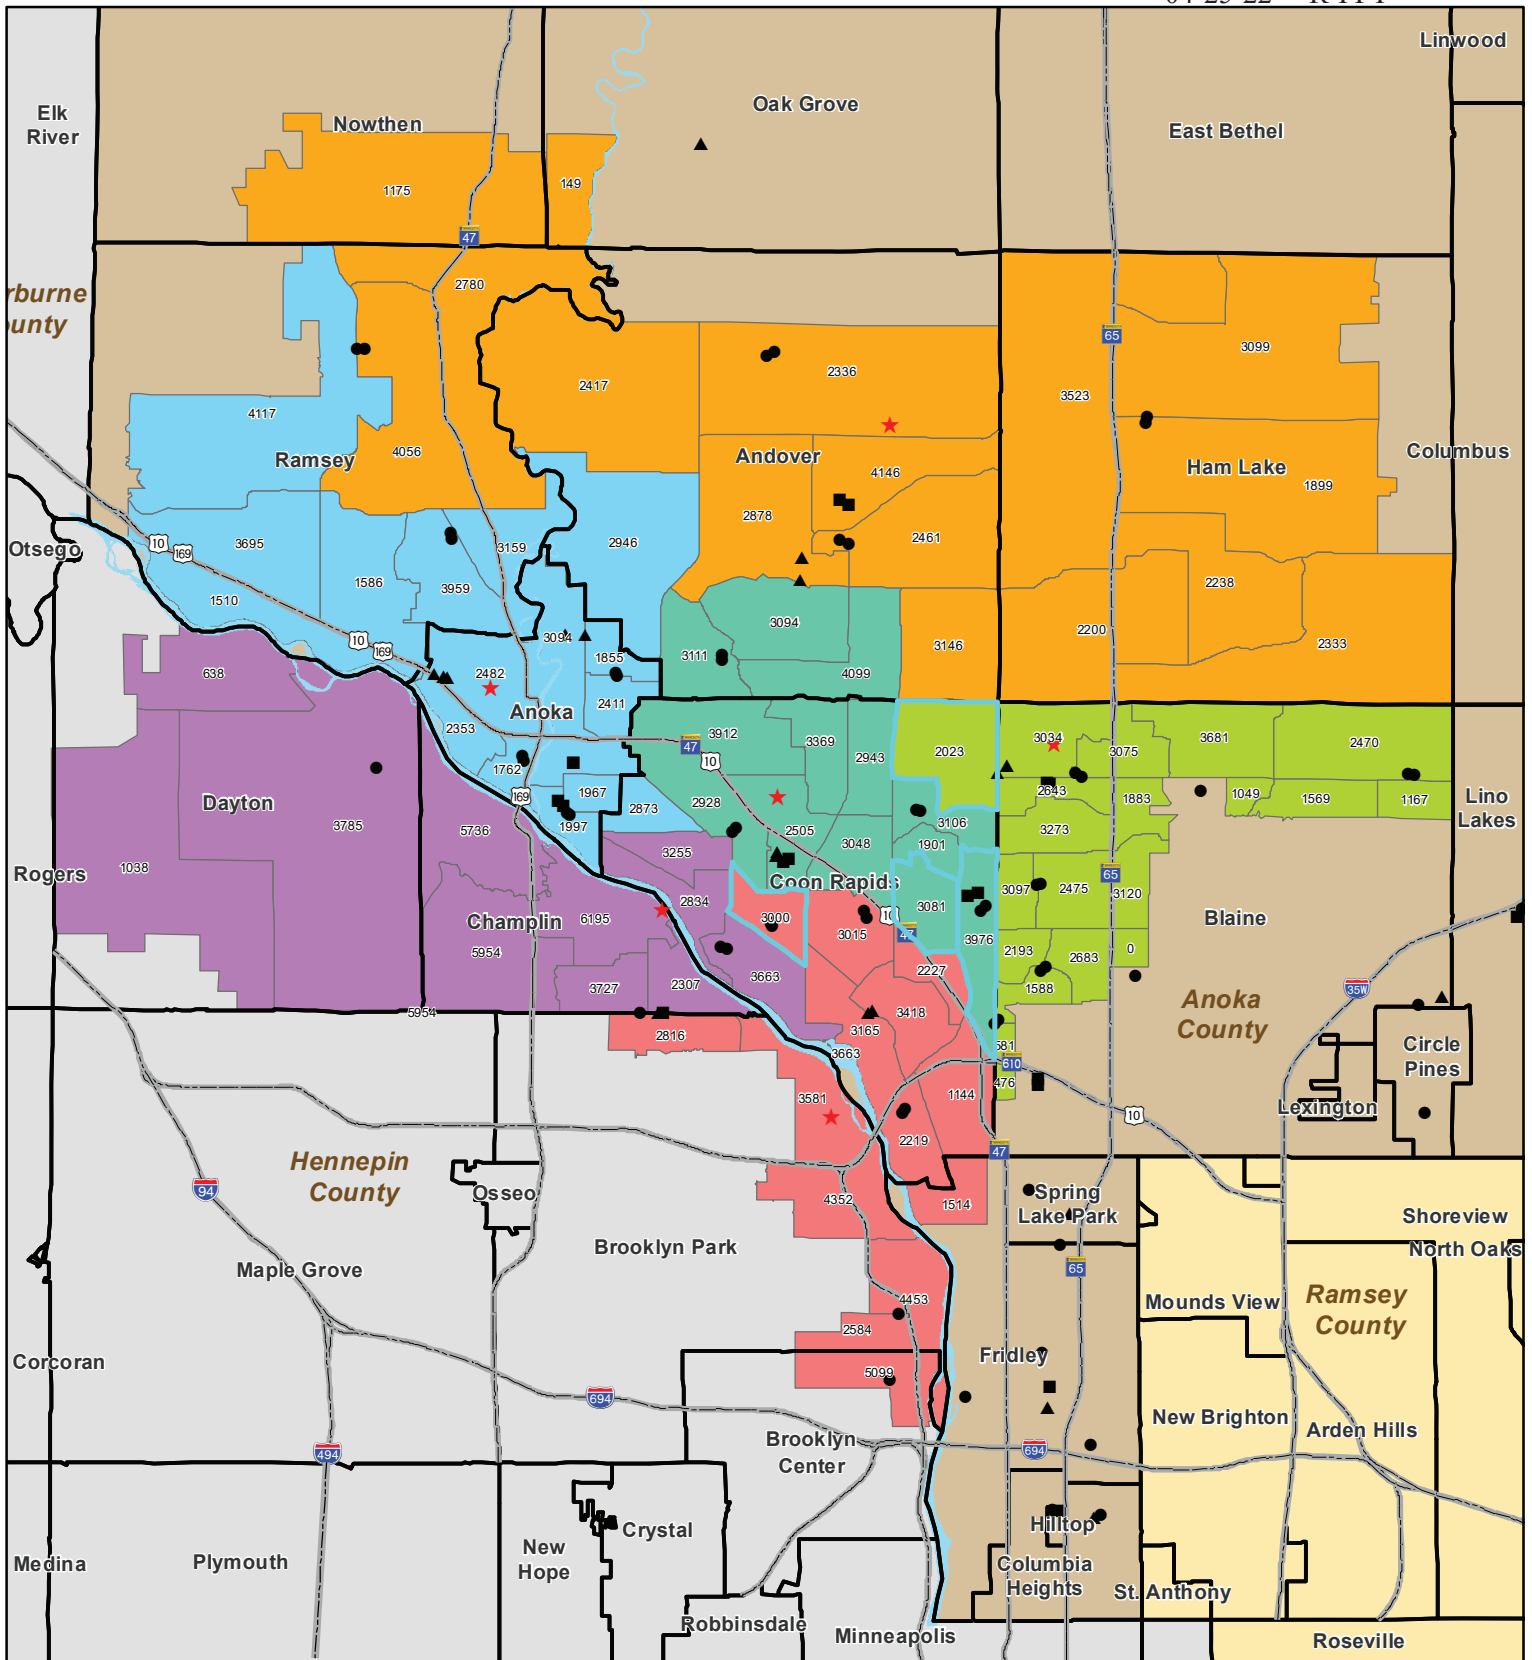 Linwood
Oak Grove
Elk
River
Nowthen
East Bethel
1175
149
47
2780
rburne
ounty
65
3099
2336
2417
3523
4117
4056
Ramsey
Andover
4146
Ham Lake
Columbus
1899
2878
2461
10
169
3695
3159
2946
Otsego
1586
3959
2238
1510
3094
3094
2200
10
169
1855
3111
3146
2333
638
2482
4099
2411
Anoka
2353
47
3912
3369
2943
2023
3034
3075
3681
2470
10
1762
169
1967
2643
1883
1049
1569
1167
Lino
Lakes
Dayton
3785
5736
1997
2873
2928
2505
3048
3106
1901
3273
1038
Rogers
3255
Coon Rapids
65
2834
3097
2475
3120
3081
Champlin
6195
3000
3015
10
47
3976
Blaine
5954
2193
2683
0
3727
2307
3663
2227
1588
35W
Anoka
County
5954
2816
3165
3418
3663
581
610
Circle
Pines
476
3581
1144
Lexington
10
2219
47
Hennepin
County
94
Osseo
4352
1514
Spring
Lake Park
Shoreview
Brooklyn Park
North Oaks
Maple Grove
65
4453
Mounds View
Ramsey
County
2584
Fridley
Corcoran
5099
694
New Brighton
Arden Hills
494
Brooklyn
Center
694
Hilltop
Crystal
Medina
Plymouth
New
Hope
Columbia
Heights
St. Anthony
Robbinsdale
Minneapolis
Roseville